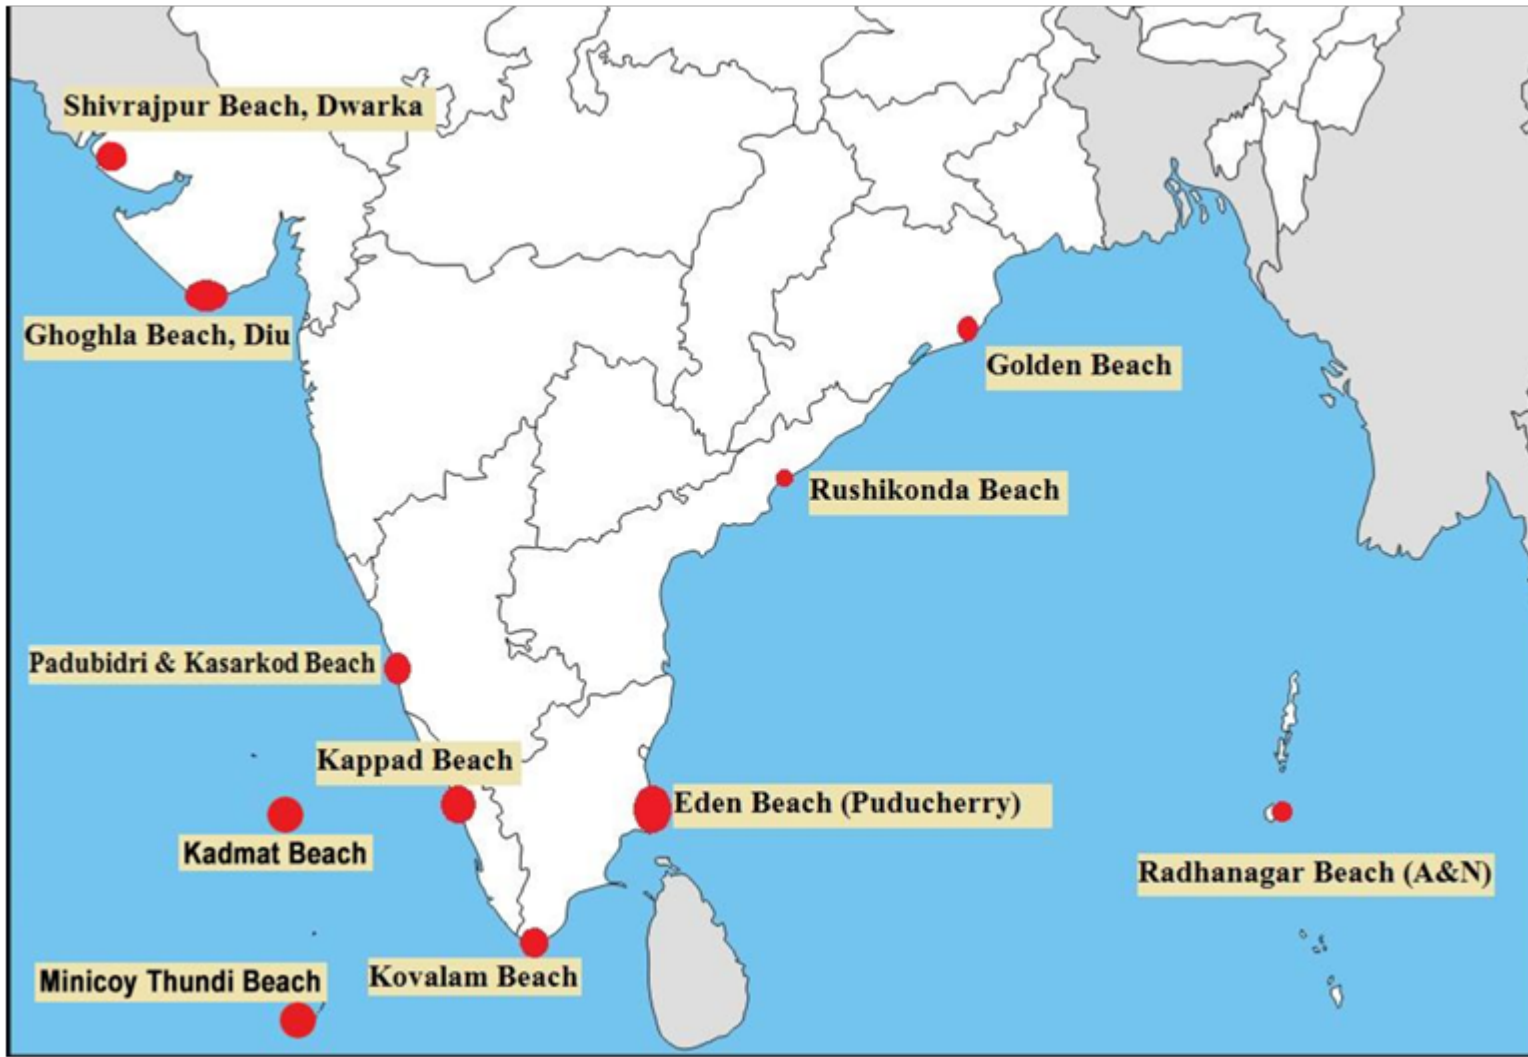 Shivrajpur Beach, Dwarka
Ghoghla Beach, Diu
Golden Beach
Rushikonda Beach
Padubidri & Kasarkod Beach
Kappad Beach
Eden Beach (Puducherry)
Kadmat Beach
Radhanagar Beach (A&N)
Minicoy Thundi Beach
Kovalam Beach